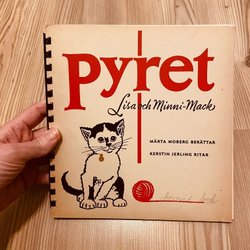 pyret
Lisa och Minni-Mack
MÄRTA MOBERG BERÄTTAR
KERSTIN JERLING RITAR